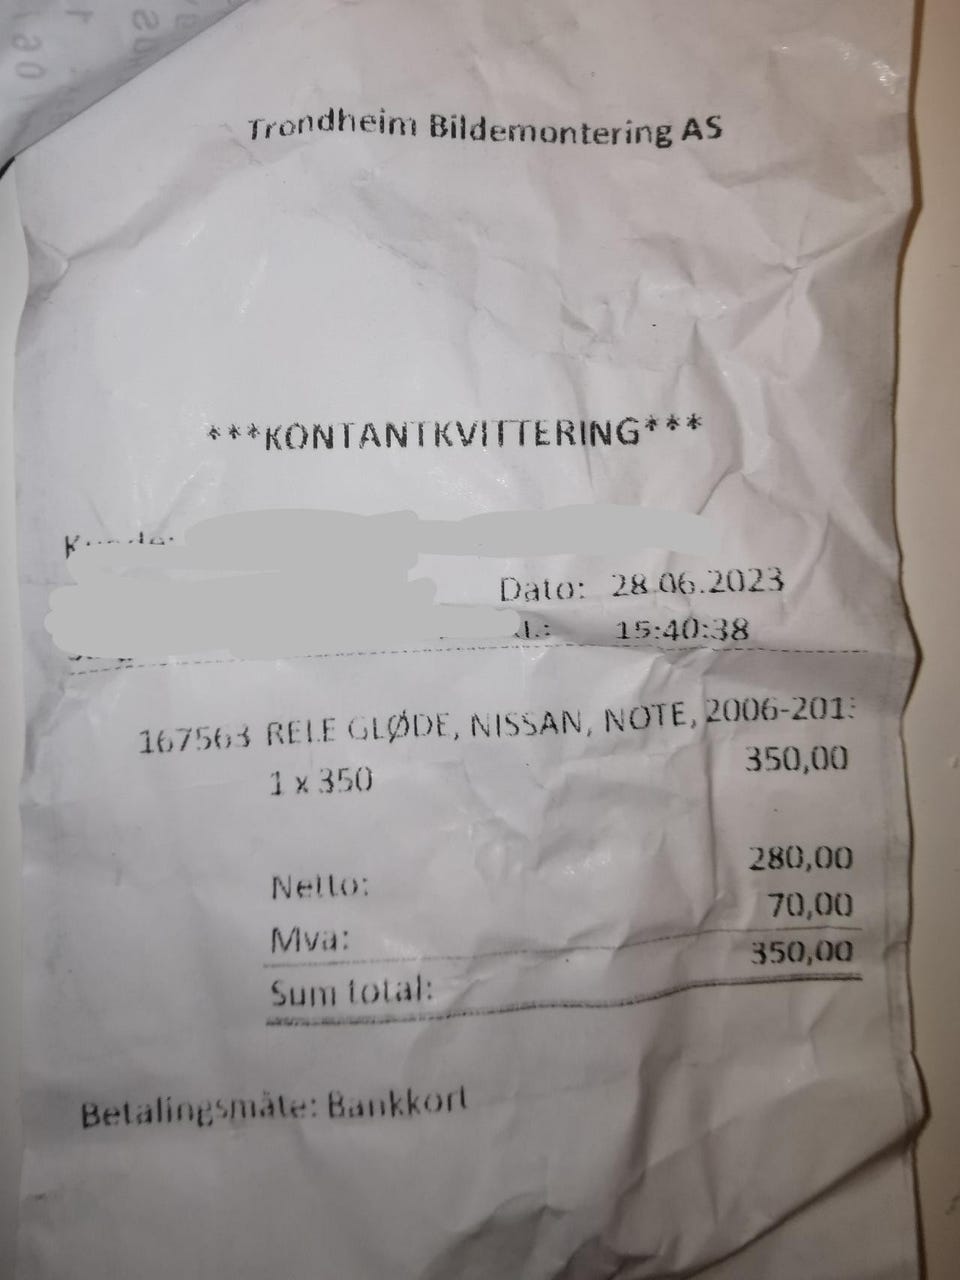 Trondheim Bildemontering AS
***KONTANTKVITTERING***
Dato: 28.06.2023
15:40:38
167563 RELE GLØDE, NISSAN, NOTE, 2006-201
1 x 350 350,00
Netto: 280,00
Mva: 70,00
Sum total: 350,00
Betalingsmåte: Bankkort